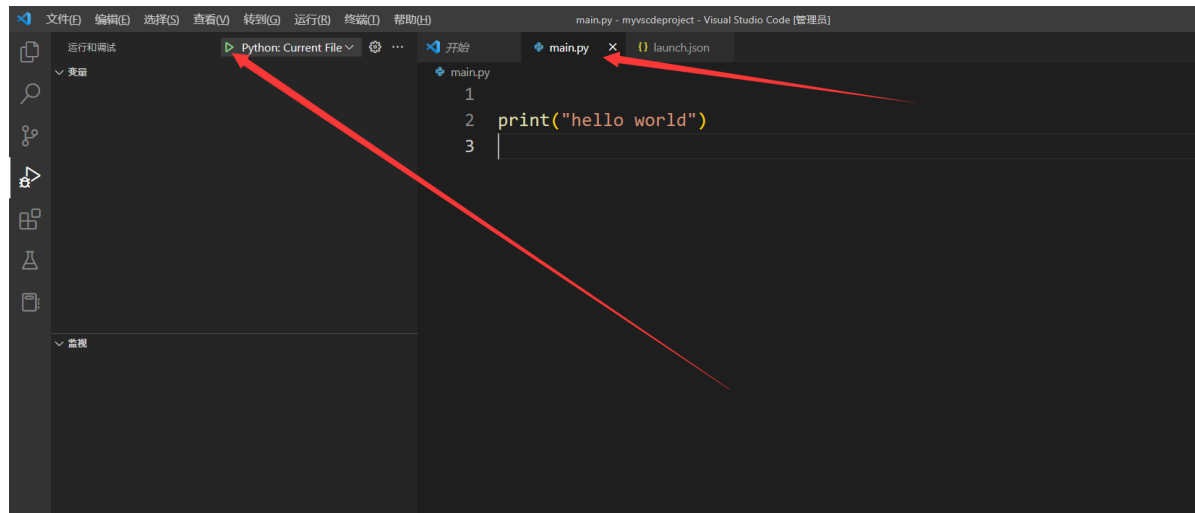 文件(F) 编辑(E) 选择(S) 查看(V) 转到(G) 运行(R) 终端(T) 帮助(H) main.py - myvscdeproject - Visual Studio Code [管理员]
运行和调试 Python: Current File ··· 开始 main.py × {} launch.json
变量 main.py
1
2 print("hello world")
3
监视